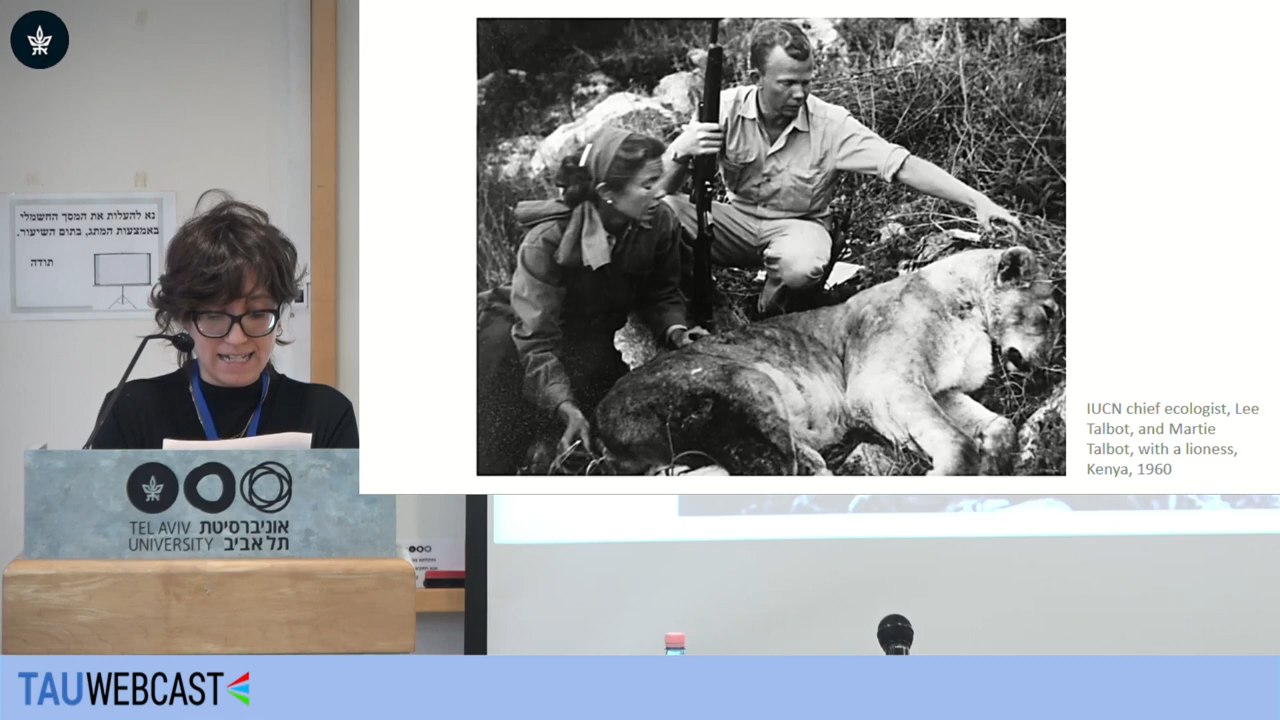 נא להעלות את המסך החשמלי
באמצעות המתג, בתום השיעור.
תודה
IUCN chief ecologist, Lee
Talbot, and Martie
Talbot, with a lioness,
Kenya, 1960
TEL AVIV אוניברסיטת
UNIVERSITY תל אביב
TAUWEBCAST